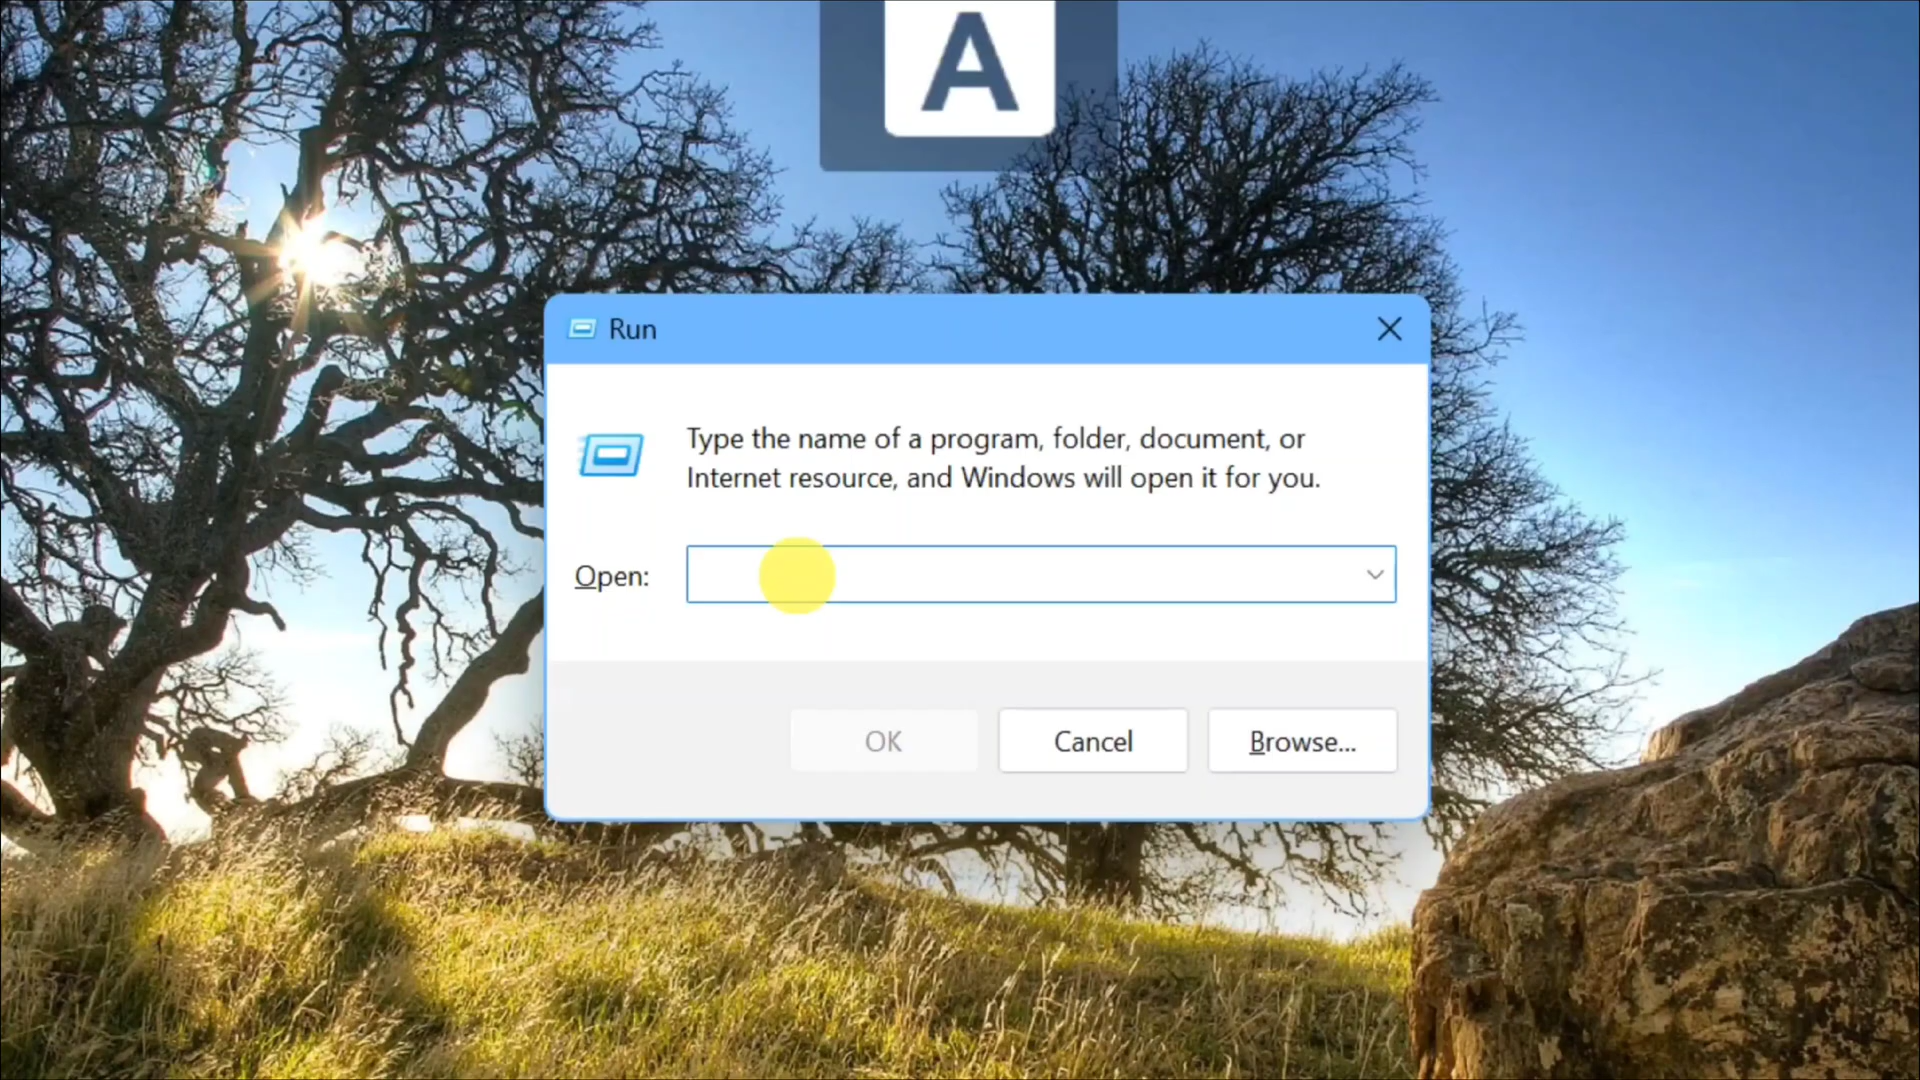 A
Run
Type the name of a program, folder, document, or
Internet resource, and Windows will open it for you.
Open:
OK
Cancel
Browse...